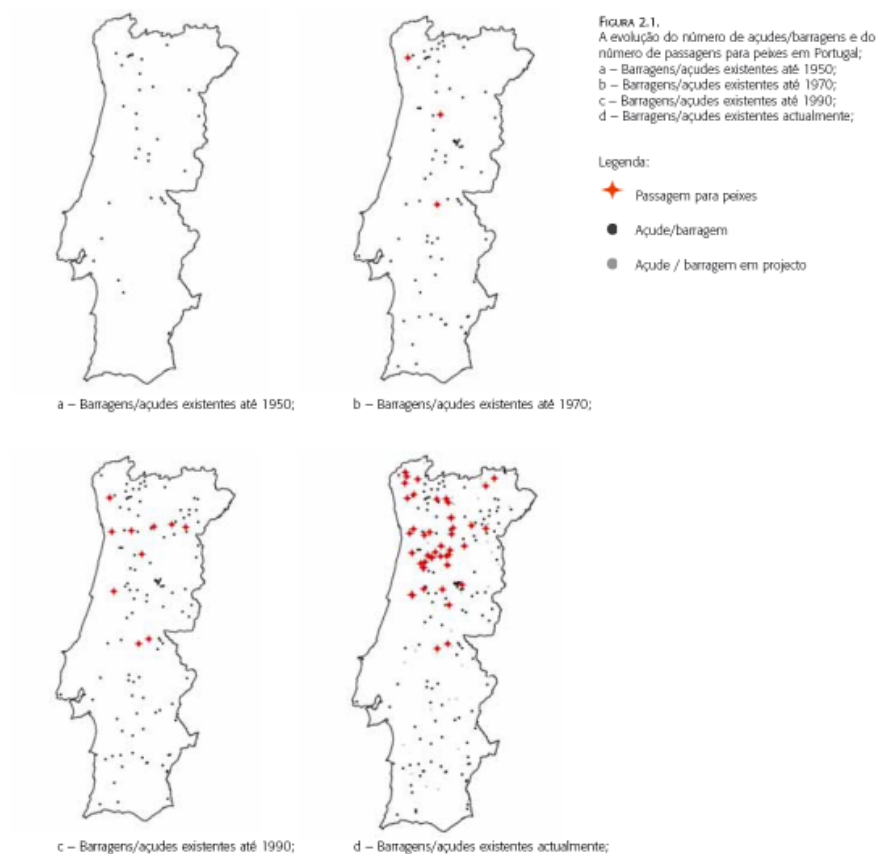 FIGURA 2.1.
A evolução do número de açudes/barragens e do
número de passagens para peixes em Portugal;
a – Barragens/açudes existentes até 1950;
b – Barragens/açudes existentes até 1970;
c – Barragens/açudes existentes até 1990;
d – Barragens/açudes existentes actualmente;
Legenda:
Passagem para peixes
Açude/barragem
Açude / barragem em projecto
a – Barragens/açudes existentes até 1950;
b – Barragens/açudes existentes até 1970;
c – Barragens/açudes existentes até 1990;
d – Barragens/açudes existentes actualmente;